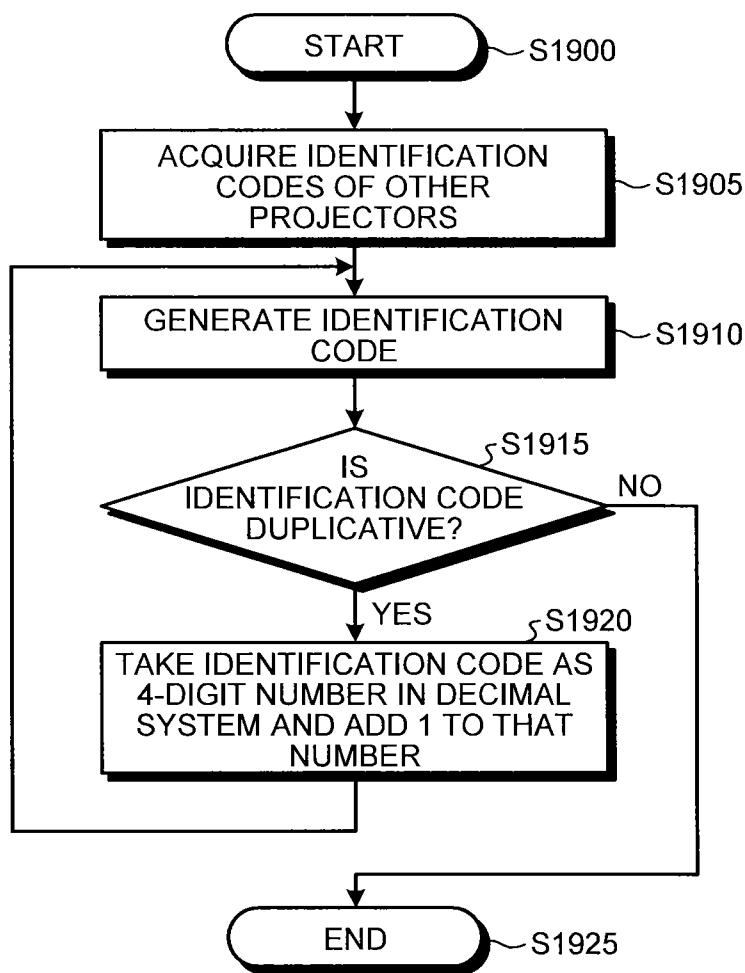 START
S1900
ACQUIRE IDENTIFICATION
CODES OF OTHER
PROJECTORS
S1905
GENERATE IDENTIFICATION
CODE
S1910
S1915
IS
IDENTIFICATION CODE
DUPLICATIVE?
NO
YES
S1920
TAKE IDENTIFICATION CODE AS
4-DIGIT NUMBER IN DECIMAL
SYSTEM AND ADD 1 TO THAT
NUMBER
END
S1925